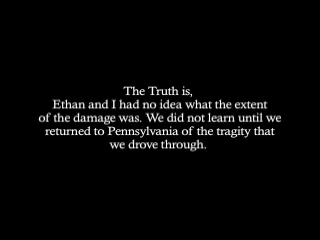 The Truth is,
Ethan and I had no idea what the extent
of the damage was. We did not learn until we
returned to Pennsylvania of the tragity that
we drove through.